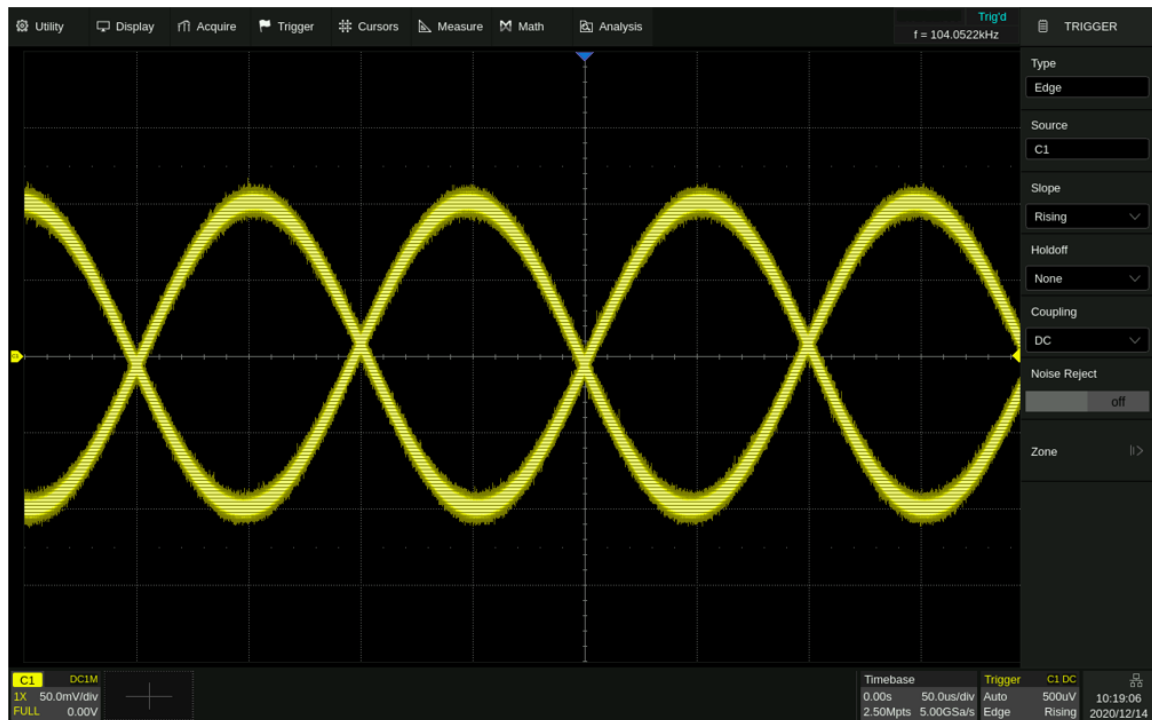 Utility Display Acquire Trigger Cursors Measure Math Analysis
Trig'd
f = 104.0522kHz
TRIGGER
Type
Edge
Source
C1
Slope
Rising
Holdoff
None
Coupling
DC
Noise Reject
off
Zone
C1 DC1M
1X 50.0mV/div
FULL 0.00V
Timebase
0.00s 50.0us/div
2.50Mpts 5.00GSa/s
Trigger C1 DC
Auto 500uV
Edge Rising
10:19:06
2020/12/14